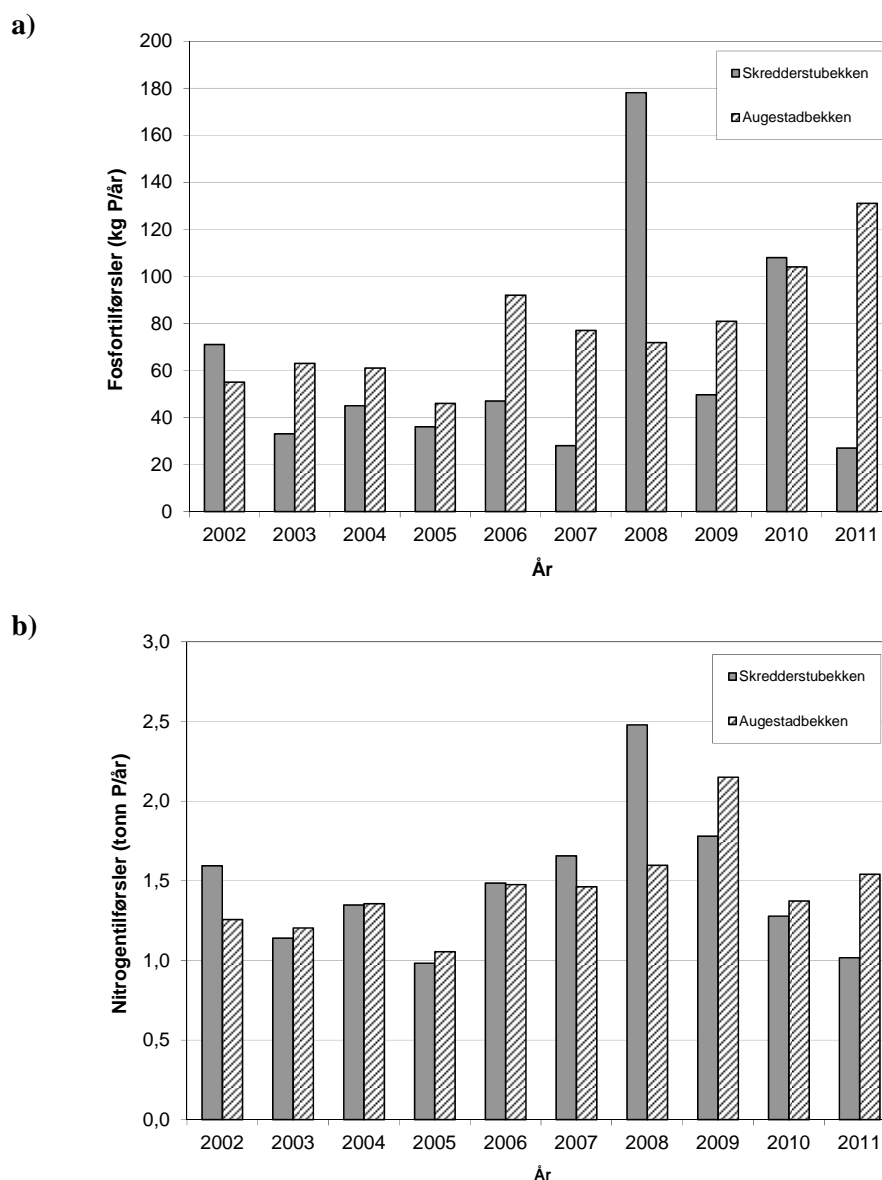 a)
Fosfortilførsler (kg P/år)
200
180
160
140
120
100
80
60
40
20
0
Skredderstubekken
Augestadbekken
2002 2003 2004 2005 2006 2007 2008 2009 2010 2011
År
b)
Nitrogentilførsler (tonn P/år)
3,0
2,5
2,0
1,5
1,0
0,5
0,0
Skredderstubekken
Augestadbekken
2002 2003 2004 2005 2006 2007 2008 2009 2010 2011
År